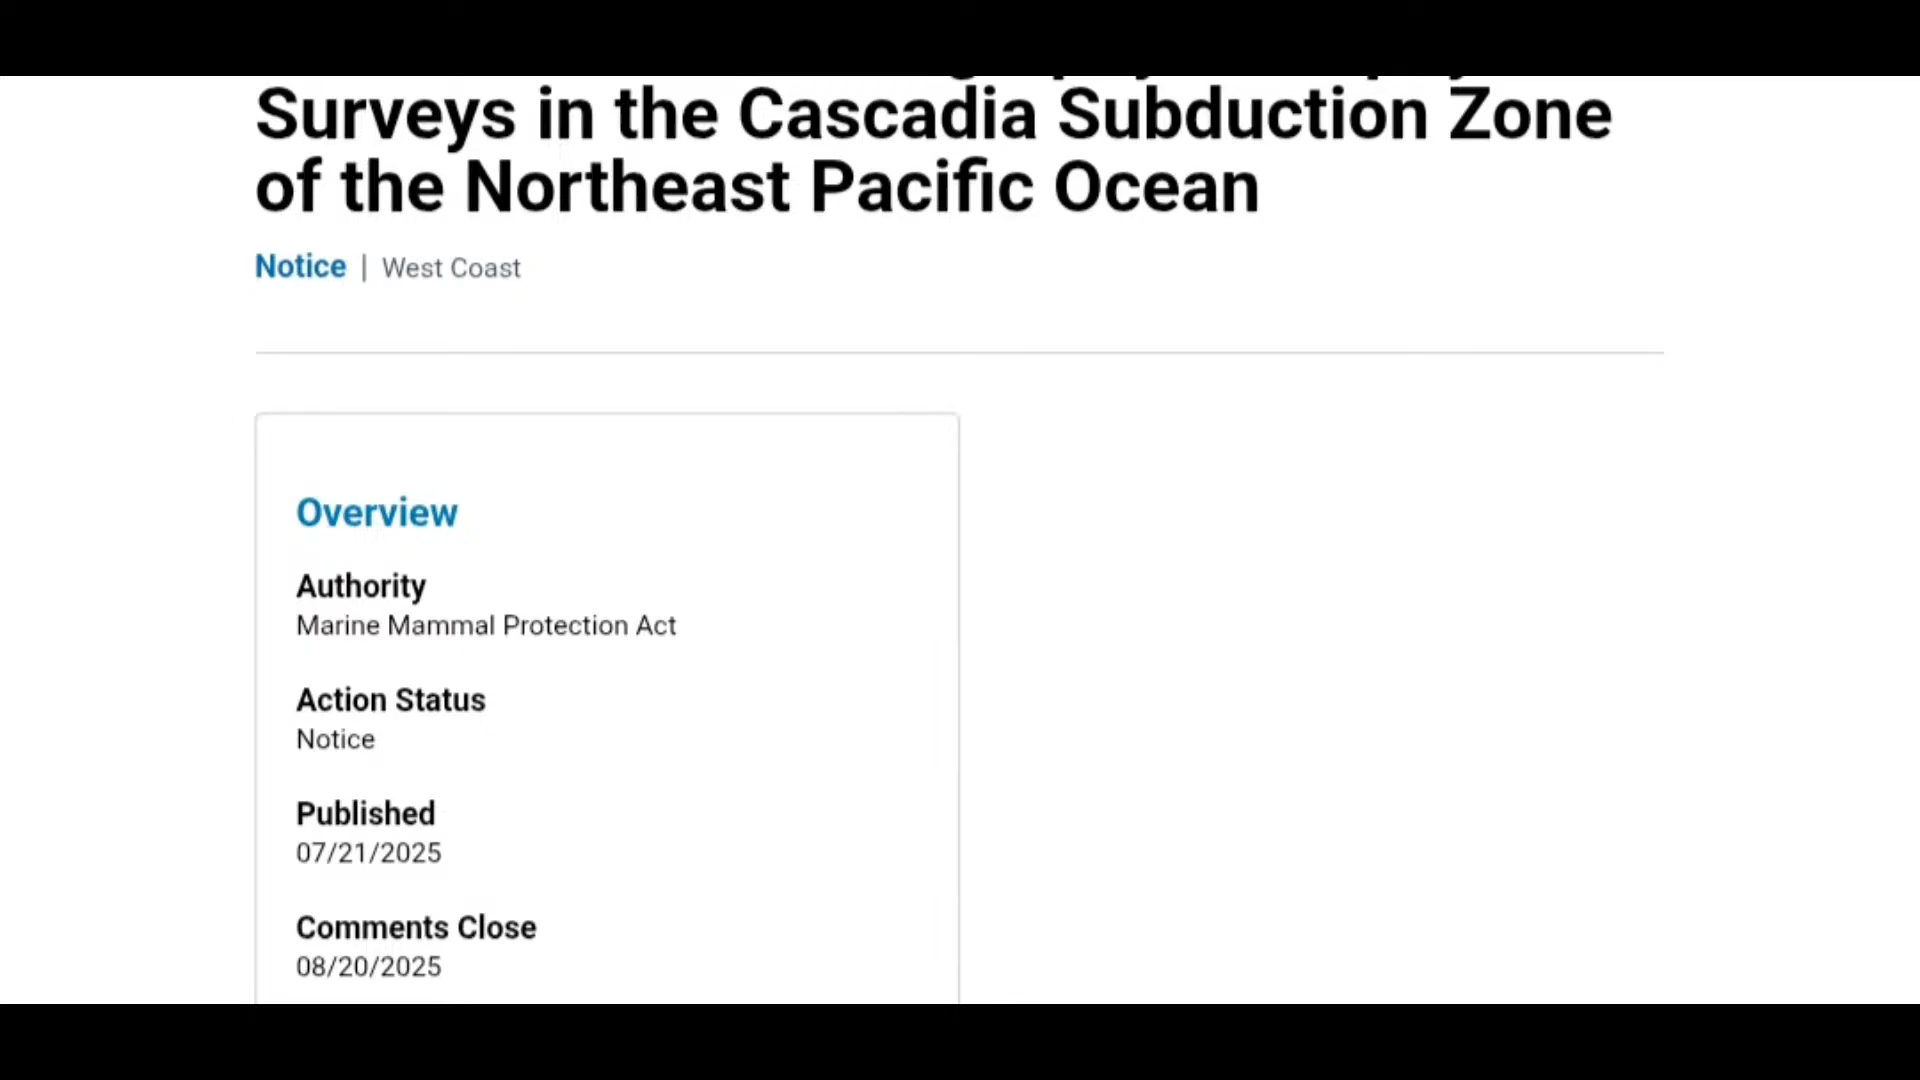 Surveys in the Cascadia Subduction Zone
of the Northeast Pacific Ocean
Notice | West Coast
Overview
Authority
Marine Mammal Protection Act
Action Status
Notice
Published
07/21/2025
Comments Close
08/20/2025